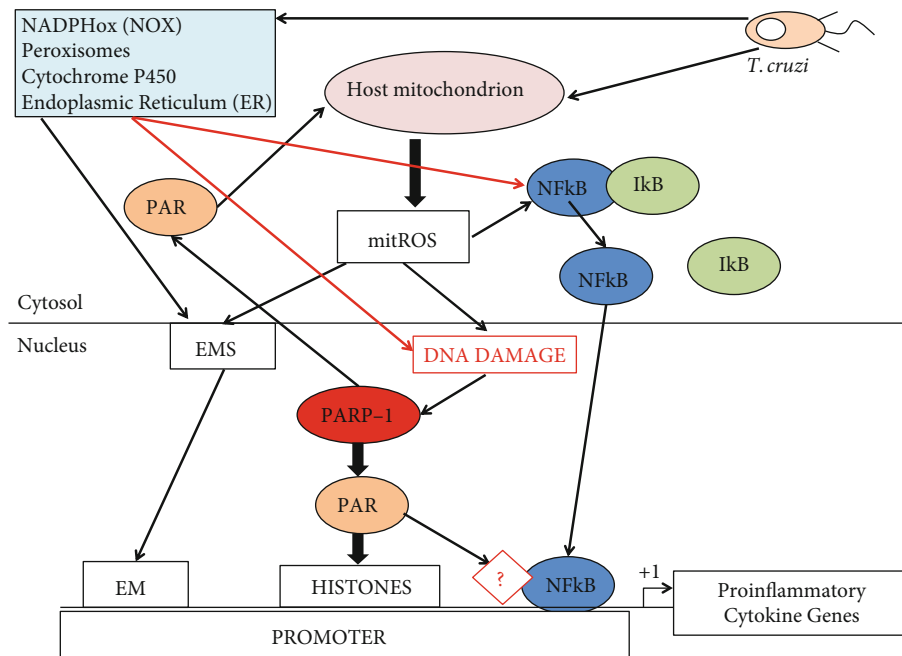 NADPHox (NOX)
Peroxisomes
Cytochrome P450
Endoplasmic Reticulum (ER)
T. cruzi
Host mitochondrion
PAR
NFkB
IkB
mitROS
NFkB
IkB
Cytosol
Nucleus
EMS
DNA DAMAGE
PARP–1
PAR
EM
HISTONES
?
NFkB
+1
Proinflammatory
Cytokine Genes
PROMOTER